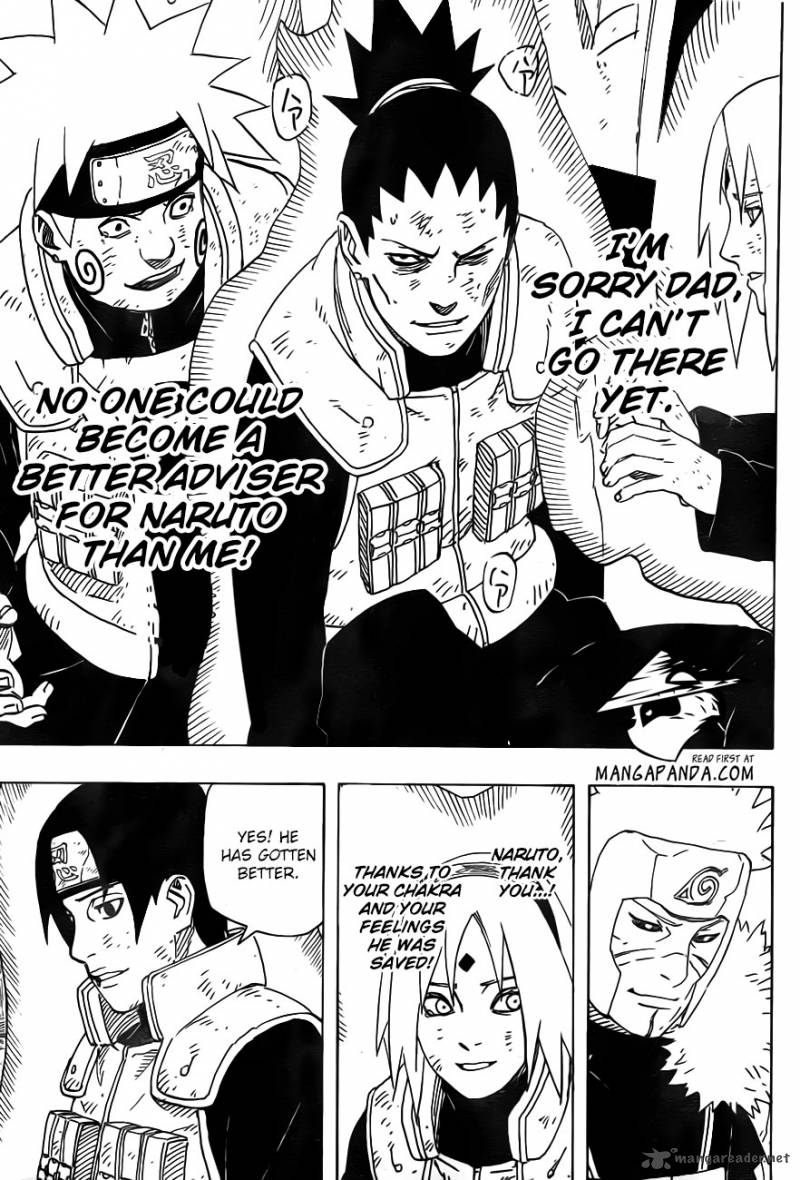 I'M
SORRY DAD,
I CAN'T
GO THERE
YET.
NO ONE COULD
BECOME A
BETTER ADVISER
FOR NARUTO
THAN ME!
忍
READ FIRST AT
MANGAPANDA.COM
NARUTO,
THANK
YOU...!
THANKS TO
YOUR CHAKRA
AND YOUR
FEELINGS
HE WAS
SAVED!
YES! HE
HAS GOTTEN
BETTER.
忍
mangareader.net